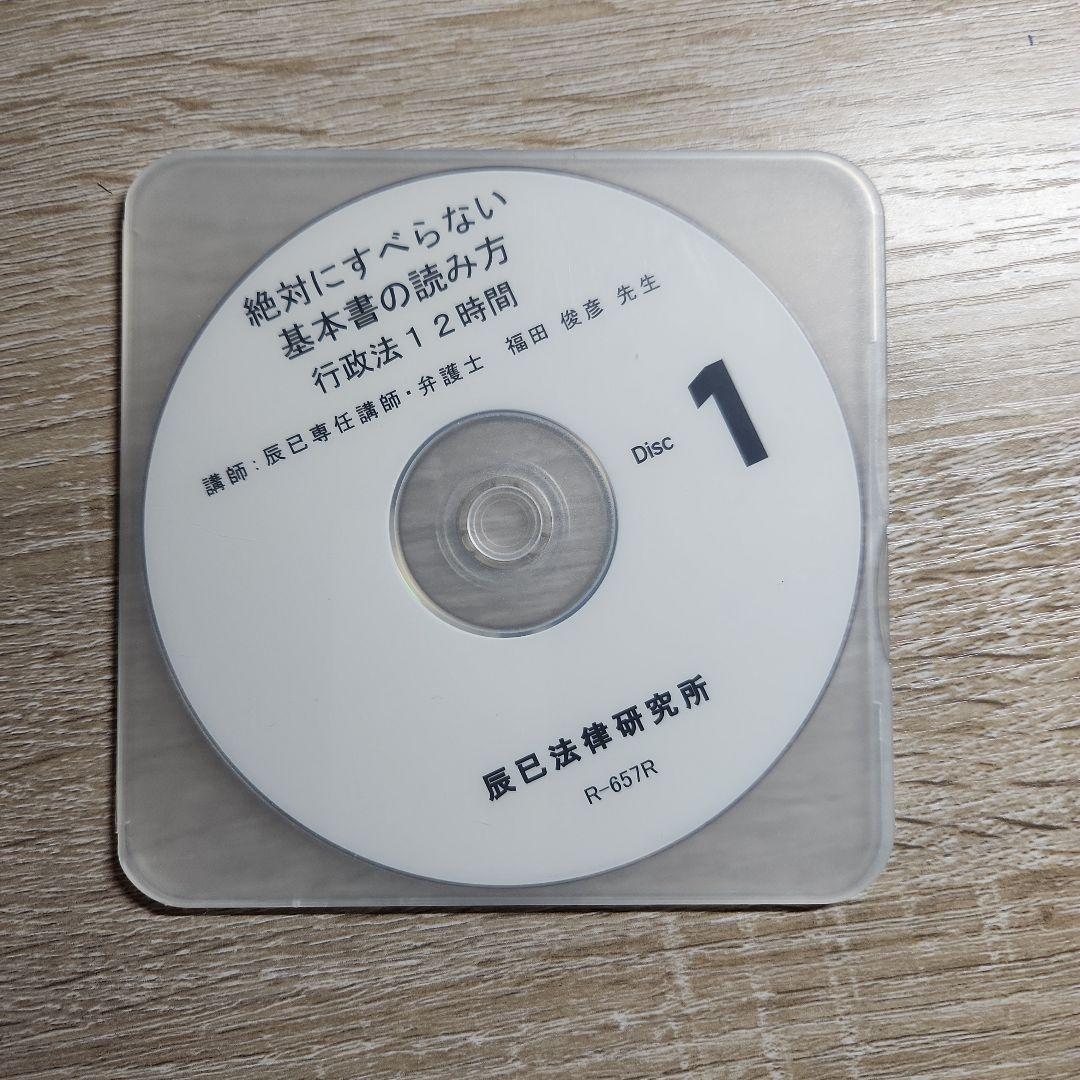 絶対にすべらない
基本書の読み方
行政法１２時間
講師：辰已専任講師・弁護士　福田 俊彦 先生
Disc 1
辰已法律研究所
R-657R